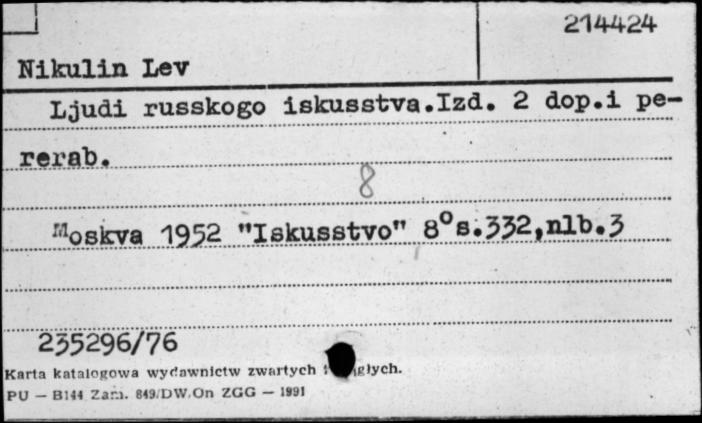 214424
Nikulin Lev
Ljudi russkogo iskusstva.Izd. 2 dop.i pe-
rerab.
8
Moskva 1952 "Iskusstvo" 8° s.332,nlb.3
235296/76
Karta katalogowa wydawnictw zwartych
PU — B144 Zam. 849/DW.On ZGG — 1991